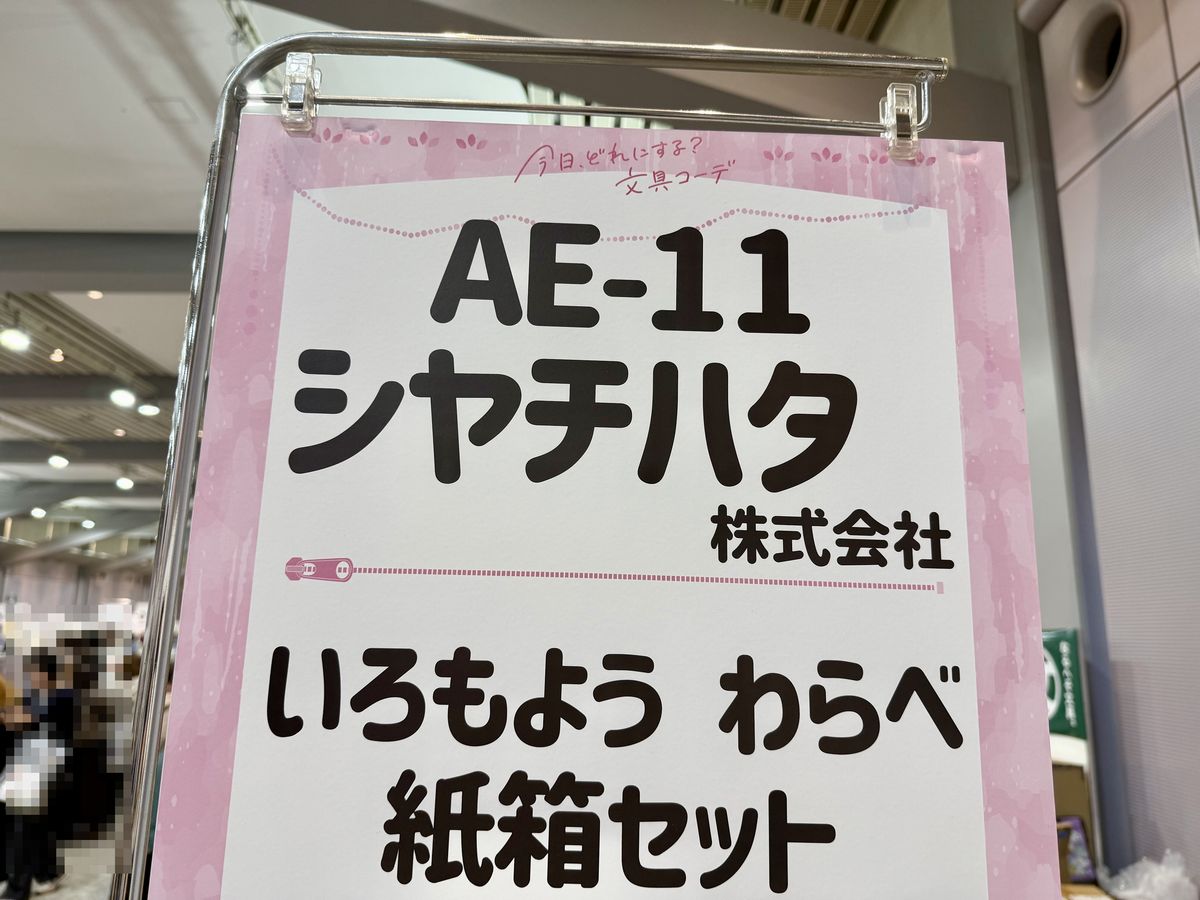 今日、どれにする?
文具コーデ
AE-11
シヤチハタ
株式会社
いろもよう わらべ
紙箱セット